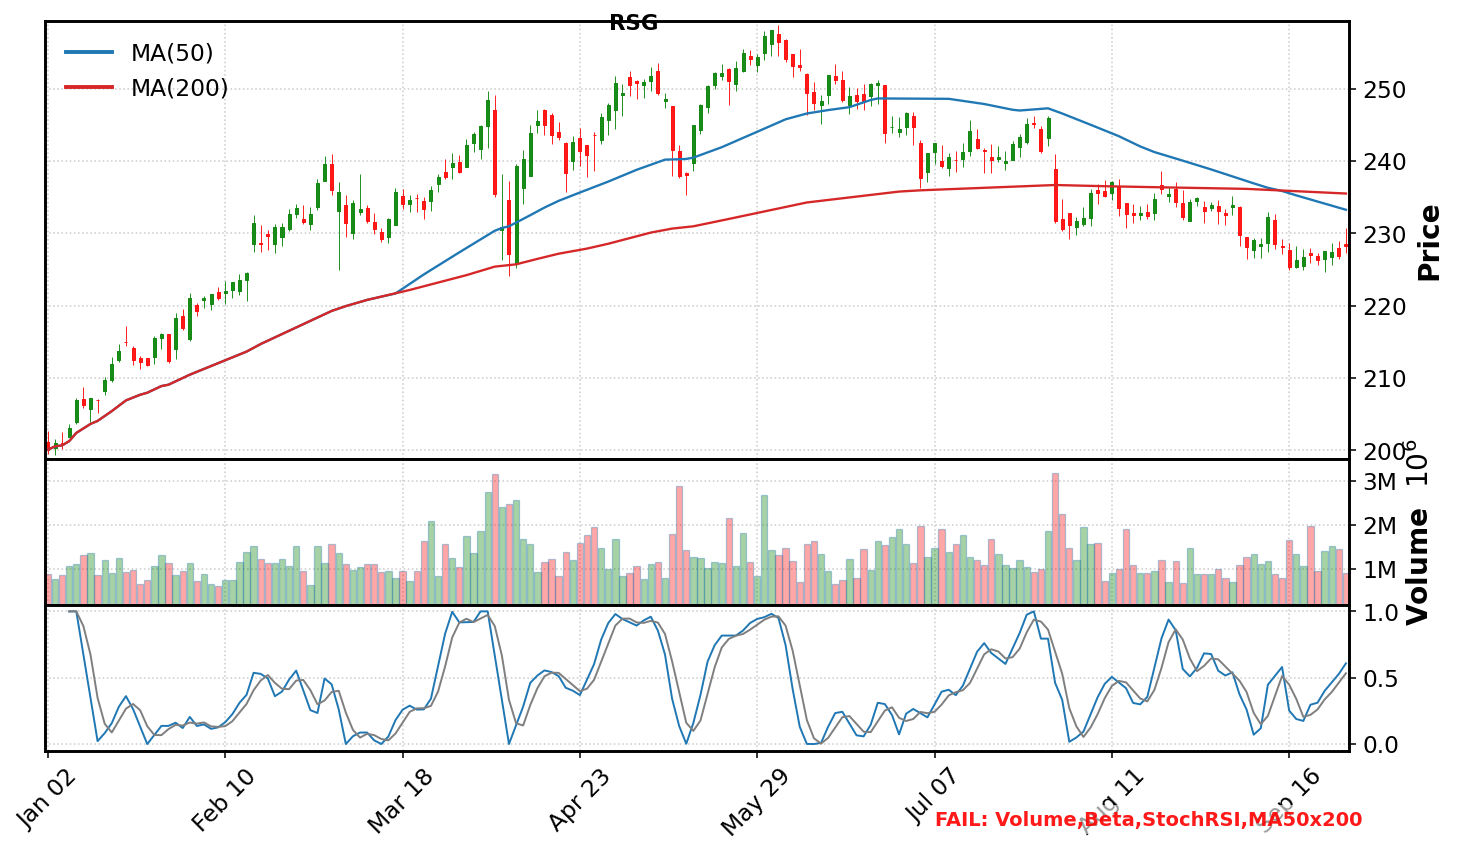 RSG
MA(50)
MA(200)
250
240
230
220
210
200
Price
10⁶
3M
2M
1M
Volume
1.0
0.5
0.0
Jan 02
Feb 10
Mar 18
Apr 23
May 29
Jul 07
Aug 11
Sep 16
FAIL: Volume,Beta,StochRSI,MA50x200